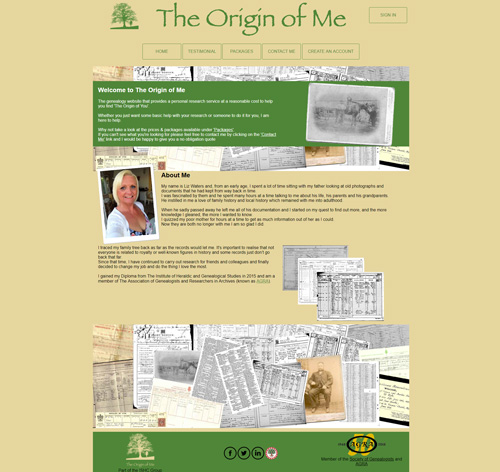 The Origin of Me
SIGN IN
HOME
TESTIMONIAL
PACKAGES
CONTACT ME
CREATE AN ACCOUNT
Welcome to The Origin of Me
The genealogy website that provides a personal research service at a reasonable cost to help
you find 'The Origin of You'
Whether you just want some basic help with your research or someone to do it for you, I am
here to help.
Why not take a look at the prices & packages available under 'Packages'
If you can't see what you're looking for please feel free to contact me by clicking on the 'Contact
Me' link and I would be happy to give you a no obligation quote.
About Me
My name is Liz Waters and, from an early age, I spent a lot of time sitting with my father looking at old photographs and
documents that he had kept from way back in time.
I was fascinated by them and he spent many hours at a time talking to me about his life, his parents and his grandparents.
He instilled in me a love of family history and local history which remained with me into adulthood.
When he sadly passed away he left me all of his documentation and I started on my quest to find out more, and the more
knowledge I gleaned, the more I wanted to know.
I quizzed my poor mother for hours at a time to get as much information out of her as I could.
Now they are both no longer with me I am so glad I did.
I traced my family tree back as far as the records would let me. It's important to realise that not
everyone is related to royalty or well-known figures in history and some records just don't go
back that far.
Since that time, I have continued to carry out research for friends and colleagues and finally
decided to change my job and do the thing I love the most.
I gained my Diploma from The Institute of Heraldic and Genealogical Studies in 2015 and am a
member of The Association of Genealogists and Researchers in Archives (known as AGRA).
The Origin of Me
Part of the WHC Group
AGRA
Member of the Society of Genealogists and
AGRA